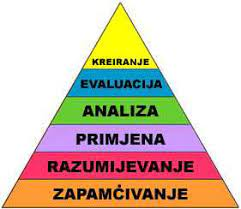 KREIRANJE
EVALUACIJA
ANALIZA
PRIMJENA
RAZUMIJEVANJE
ZAPAMĆIVANJE